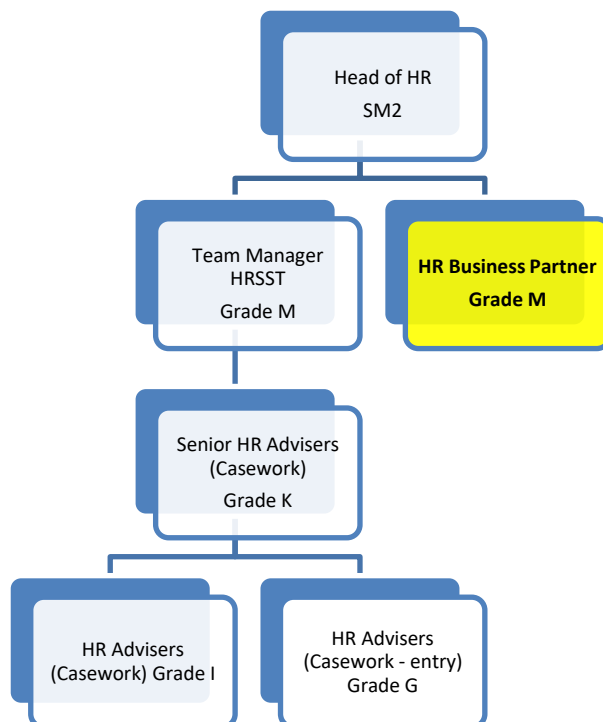 Head of HR
SM2
Team Manager
HRSST
Grade M
HR Business Partner
Grade M
Senior HR Advisers
(Casework)
Grade K
HR Advisers
(Casework) Grade I
HR Advisers
(Casework - entry)
Grade G